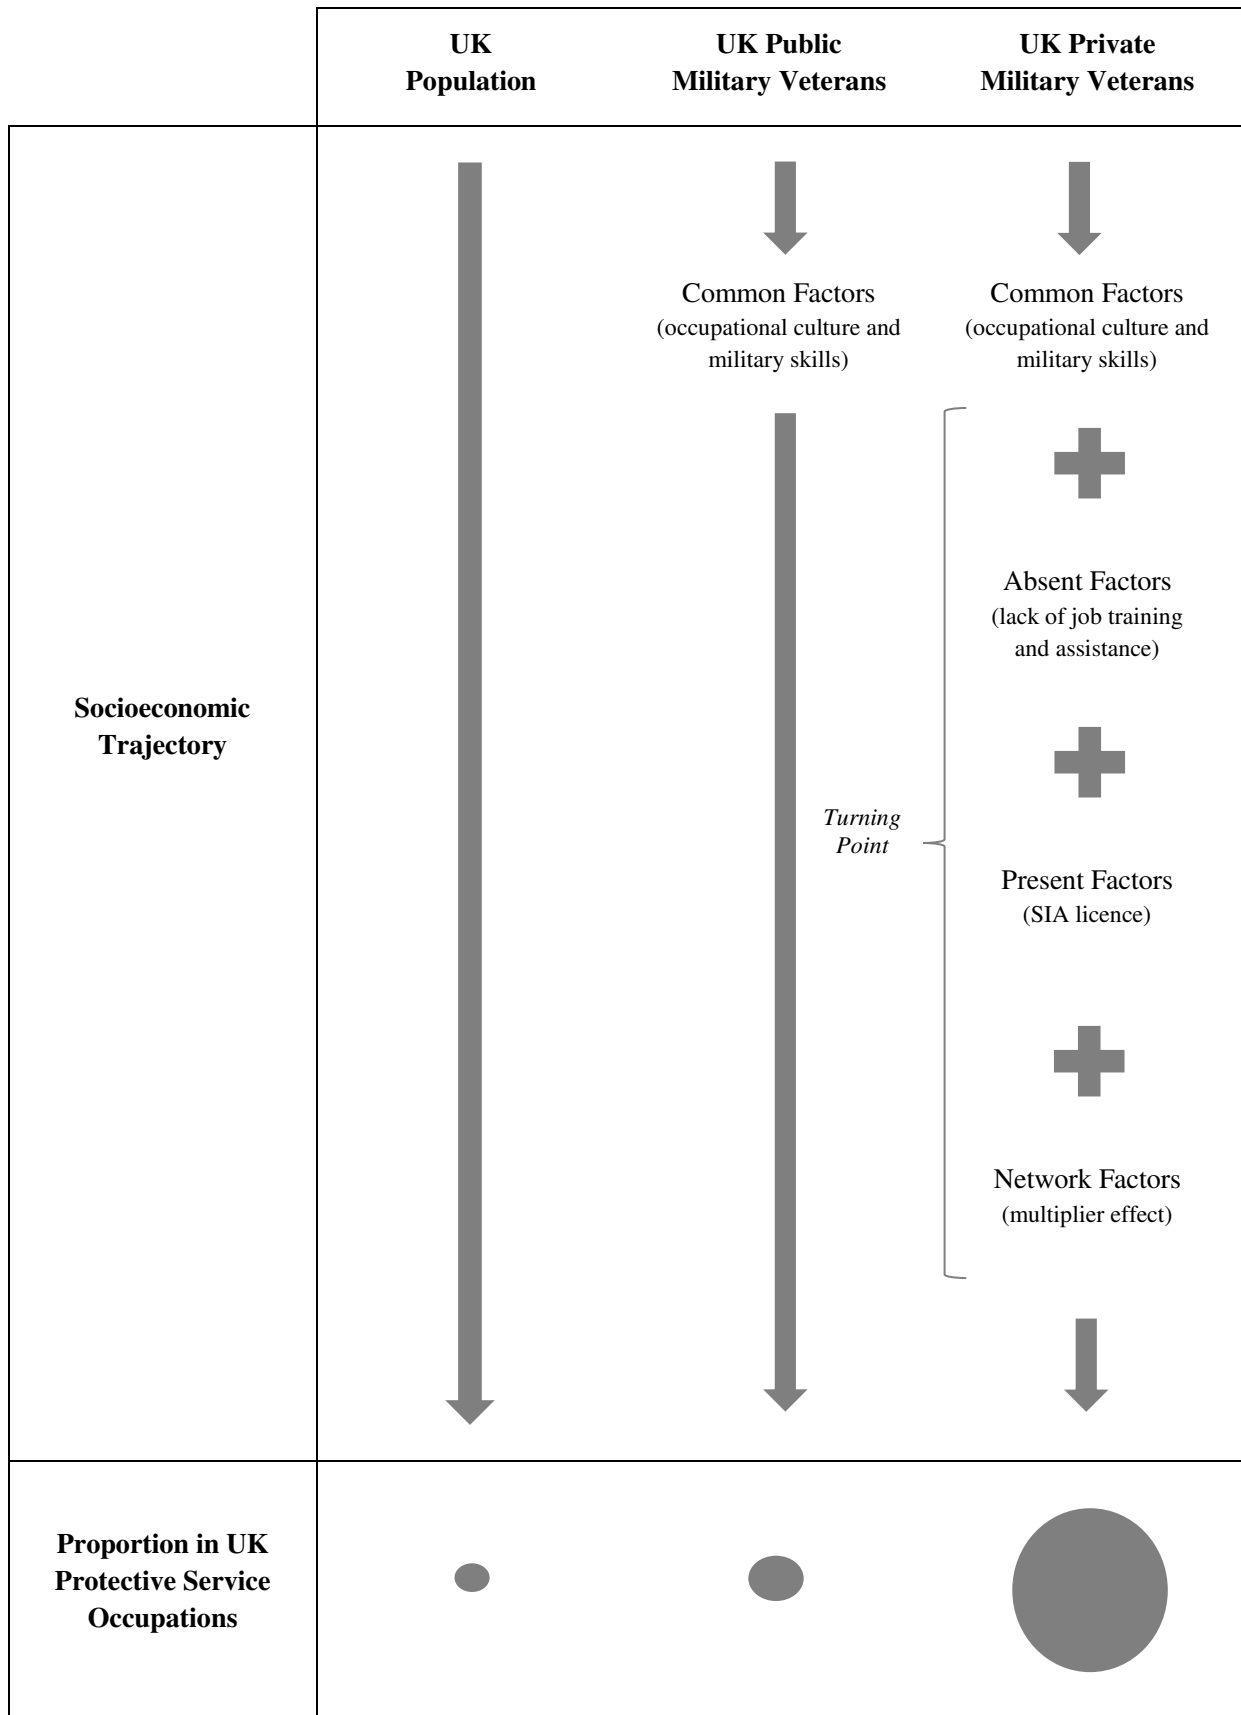 UK
Population
UK Public
Military Veterans
UK Private
Military Veterans
Socioeconomic
Trajectory
Common Factors
(occupational culture and
military skills)
Common Factors
(occupational culture and
military skills)
Absent Factors
(lack of job training
and assistance)
Turning
Point
Present Factors
(SIA licence)
Network Factors
(multiplier effect)
Proportion in UK
Protective Service
Occupations